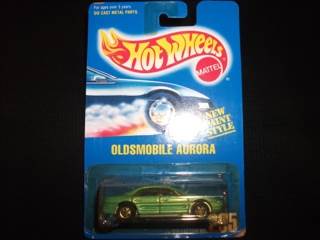 For ages over 3 years
DIE CAST METAL PARTS
HOT WHEELS
MATTEL
NEW
PAINT
STYLE
OLDSMOBILE AURORA